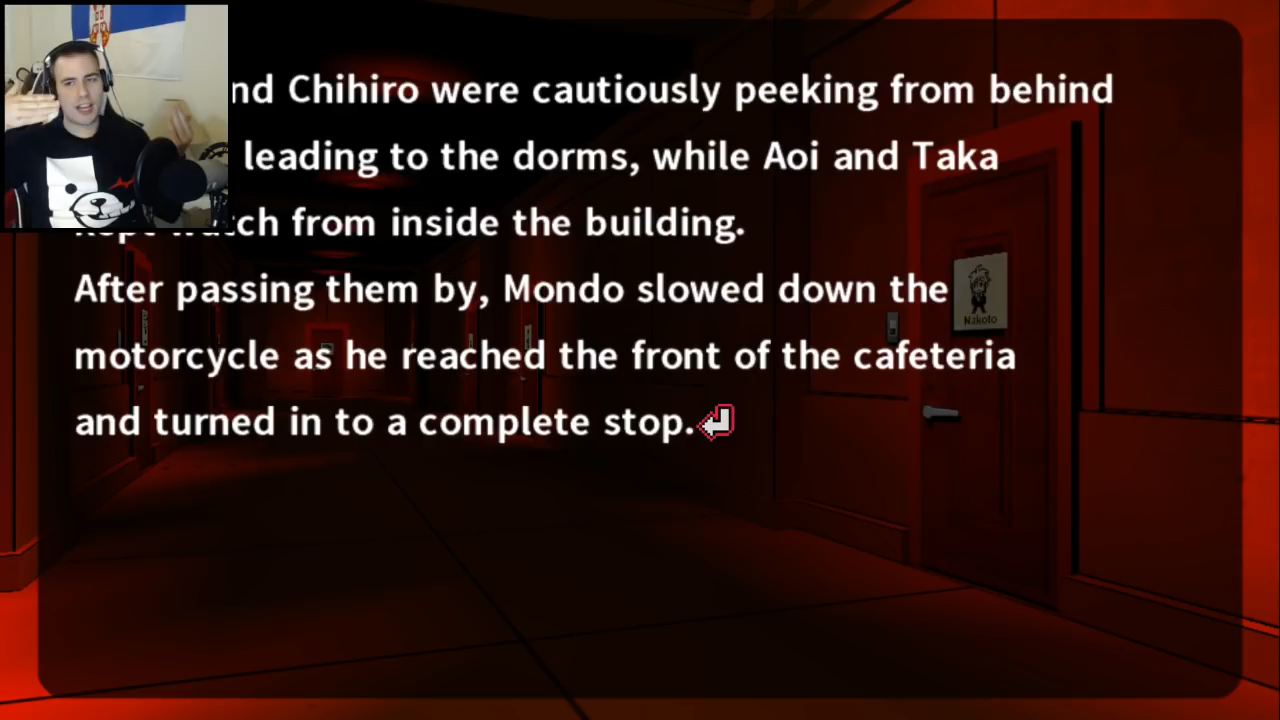 nd Chihiro were cautiously peeking from behind
leading to the dorms, while Aoi and Taka
kept watch from inside the building.
After passing them by, Mondo slowed down the
motorcycle as he reached the front of the cafeteria
and turned in to a complete stop.
Nakoto